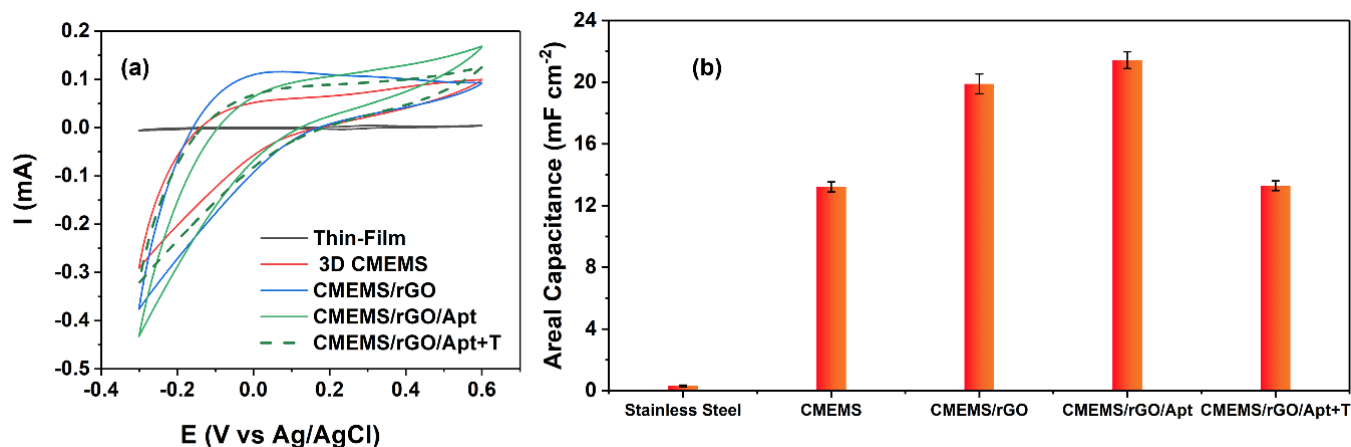 (a)
I (mA)
0.2
0.1
0.0
-0.1
-0.2
-0.3
-0.4
-0.5
Thin-Film
3D CMEMS
CMEMS/rGO
CMEMS/rGO/Apt
CMEMS/rGO/Apt+T
-0.4 -0.2 0.0 0.2 0.4 0.6
E (V vs Ag/AgCl)
(b)
Areal Capacitance (mF cm-2)
24
20
16
12
8
4
0
Stainless Steel CMEMS CMEMS/rGO CMEMS/rGO/Apt CMEMS/rGO/Apt+T